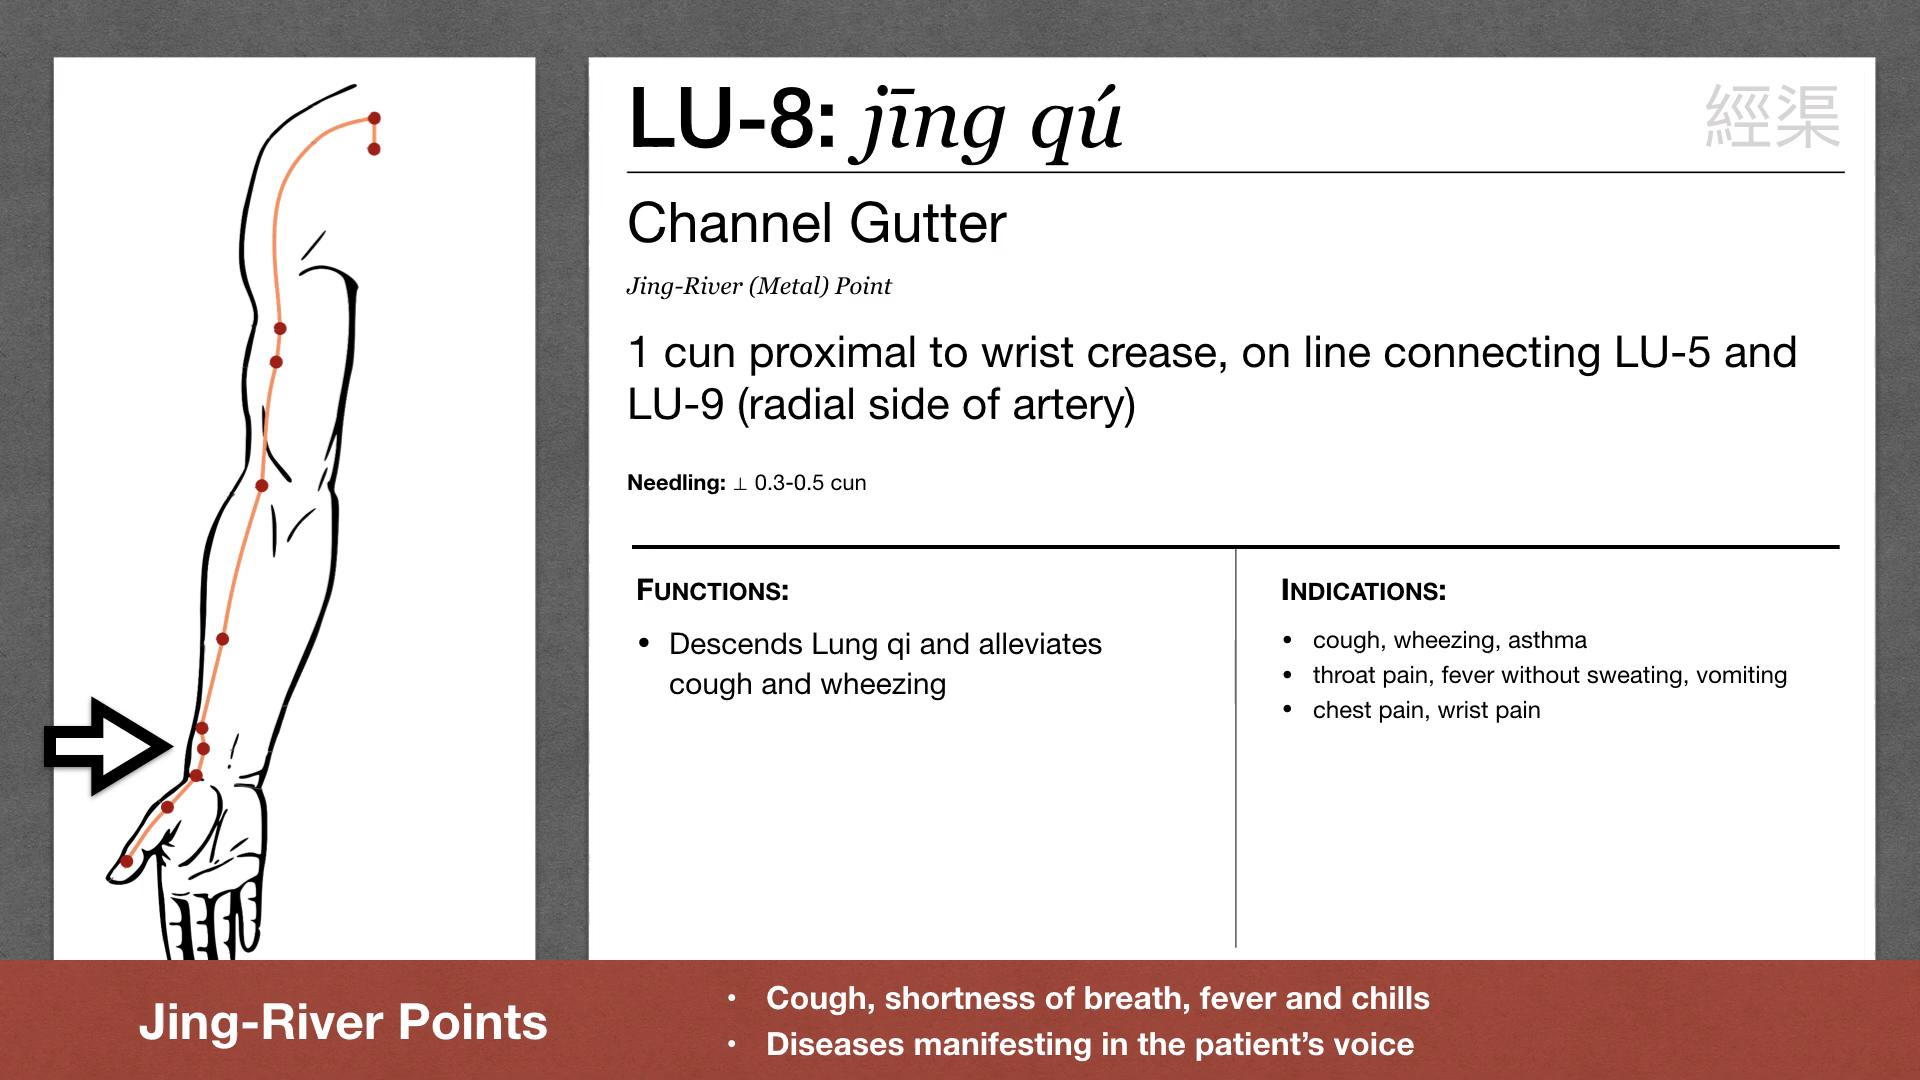 LU-8: jīng qú
經渠
Channel Gutter
Jing-River (Metal) Point
1 cun proximal to wrist crease, on line connecting LU-5 and
LU-9 (radial side of artery)
Needling: ⊥ 0.3-0.5 cun
FUNCTIONS:
• Descends Lung qi and alleviates
cough and wheezing
INDICATIONS:
• cough, wheezing, asthma
• throat pain, fever without sweating, vomiting
• chest pain, wrist pain
Jing-River Points
• Cough, shortness of breath, fever and chills
• Diseases manifesting in the patient’s voice